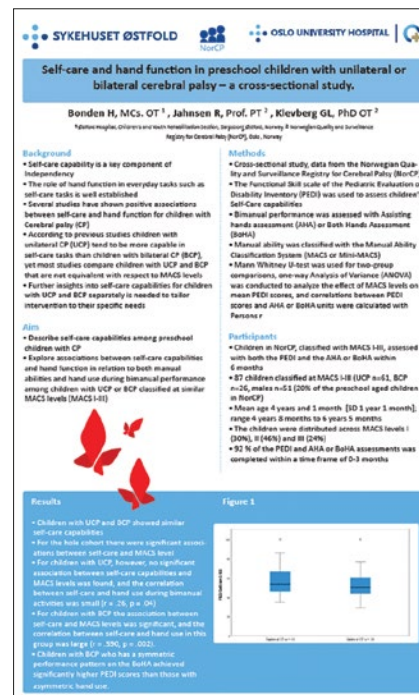 SYKEHUSET ØSTFOLD
NorCP
OSLO UNIVERSITY HOSPITAL
Self-care and hand function in preschool children with unilateral or
bilateral cerebral palsy – a cross-sectional study.
Bonden H, MCs. OT ¹, Jahnsen R, Prof. PT ², Klevberg GL, PhD OT ²
Registry for Cerebral Palsy (NorCP), Oslo, Norway
Background
• Self-care capability is a key component of
Independency
• The role of hand function in everyday tasks such as
self-care tasks is well established
• Several studies have shown positive associations
between self-care and hand function for children with
Cerebral Palsy (CP)
• According to previous studies children with
unilateral CP (UCP) tend to be more capable in
self-care tasks than children with bilateral CP (BCP),
yet most studies compare children with UCP and BCP
that are not equivalent with respect to MACS levels
• Further insights into self-care capabilities for children
with UCP and BCP separately is needed to tailor
intervention to their specific needs
Aims
• Describe self-care capabilities among preschool
children with CP
• Explore associations between self-care capabilities
and hand function in relation to both manual
abilities and hand use during bimanual performance
among children with UCP or BCP classified at similar
MACS levels (MACS I-III)
Methods
• Cross-sectional study, data from the Norwegian Qua-
lity and Surveillance Registry for Cerebral Palsy (NorCP)
• The Functional Skill scale of the Pediatric Evaluation o
Disability Inventory (PEDI) was used to assess children'
Self-Care capabilities
• Bimanual performance was assessed with Assisting
hands assessment (AHA) or Both Hands Assessment
(BoHA)
• Manual ability was classified with the Manual Ability
Classification System (MACS or Mini-MACS)
• Mann Whitney U-test was used for two-group
comparisons, one-way Analysis of Variance (ANOVA)
was conducted to analyze the effect of MACS levels on
mean PEDI scores, and correlations between PEDI
scores and AHA or BoHA units were calculated with
Persons r
Participants
• Children in NorCP, classified with MACS I-III, assessed
with both the PEDI and the AHA or BoHA within
6 months
• 87 children classified at MACS I-III (UCP n=61, BCP
n=26, males n=51 (20% of the preschool aged children
in NorCP)
• Mean age 4 years and 1 month [SD 1 year 1 month];
range 4 years 8 months to 6 years 5 months
• The children were distributed across MACS levels I
(30%), II (46%) and III (24%)
• 92 % of the PEDI and AHA or BoHA assessments was
completed within a time frame of 0-3 months
Results
• Children with UCP and BCP showed similar
self-care capabilities
• For the hole cohort there were significant associ-
ations between self-care and MACS level
• For children with UCP, however, no significant
association between self-care capabilities and
MACS levels was found, and the correlation
between self-care and hand use during bimanual
activities was small (r = .26, p = .04)
• For children with BCP the association between
self-care and MACS levels was significant, and the
correlation between self-care and hand use in this
group was large (r = .590, p = .002).
• Children with BCP who has a symmetric
performance pattern on the BoHA achieved
significantly higher PEDI scores than those with
asymmetric hand use.
Figure 1